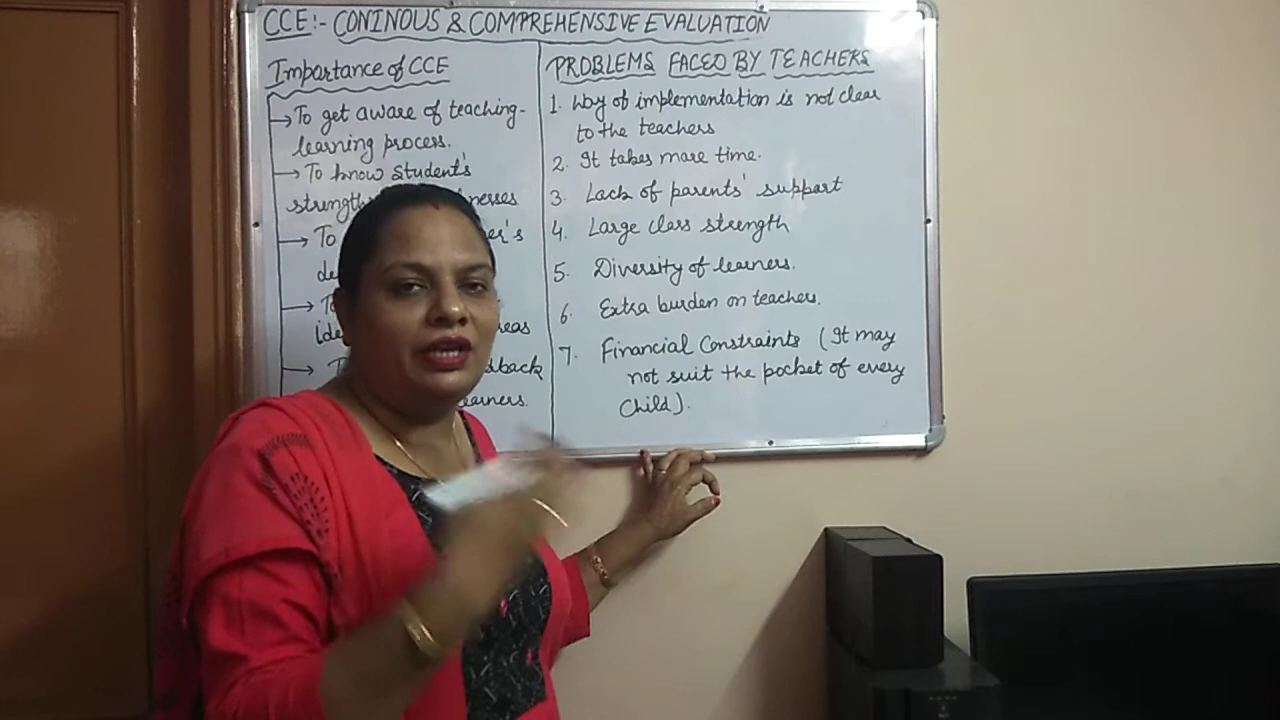 CCE:- CONINOUS & COMPREHENSIVE EVALUATION
Importance of CCE
→ To get aware of teaching-
learning process.
→ To know student's
→ To
PROBLEMS FACED BY TEACHERS
1. Way of implementation is not clear
to the teachers
2. It takes more time.
3. Lack of parents' support
4. Large class strength
5. Diversity of learners.
6. Extra burden on teachers.
7. Financial Constraints (It may
not suit the pocket of every
Child).